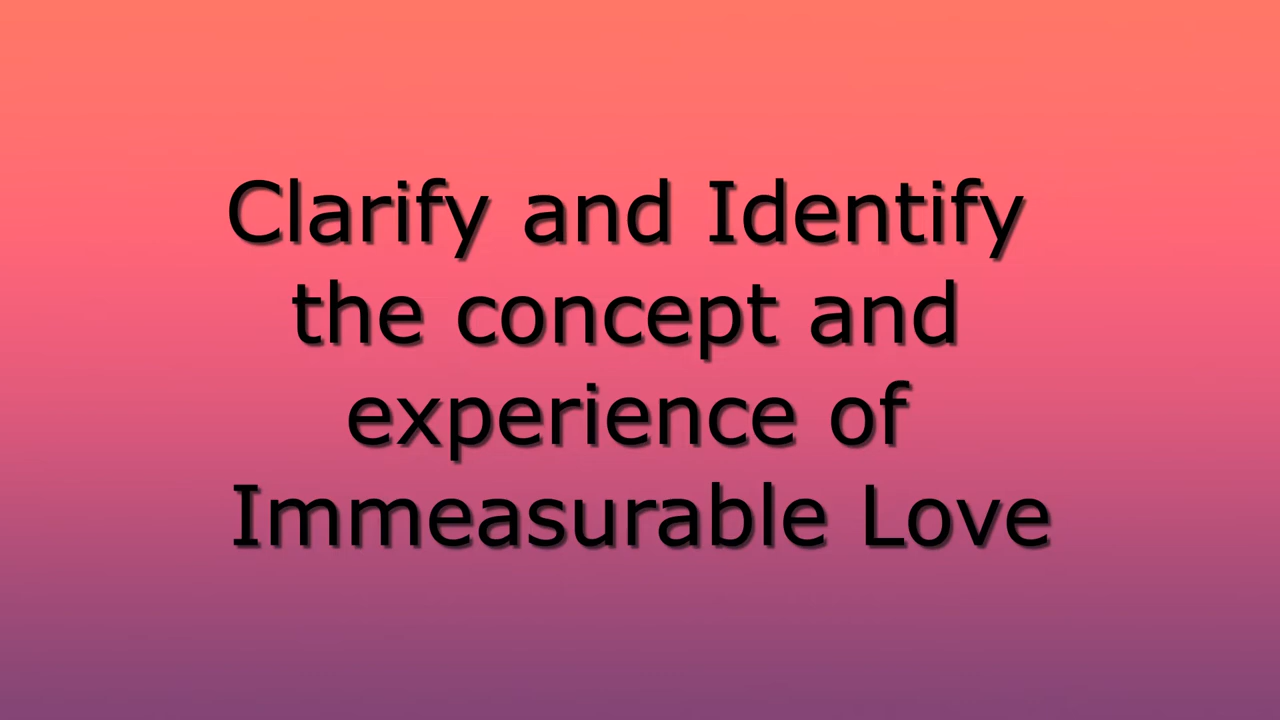 Clarify and Identify
the concept and
experience of
Immeasurable Love